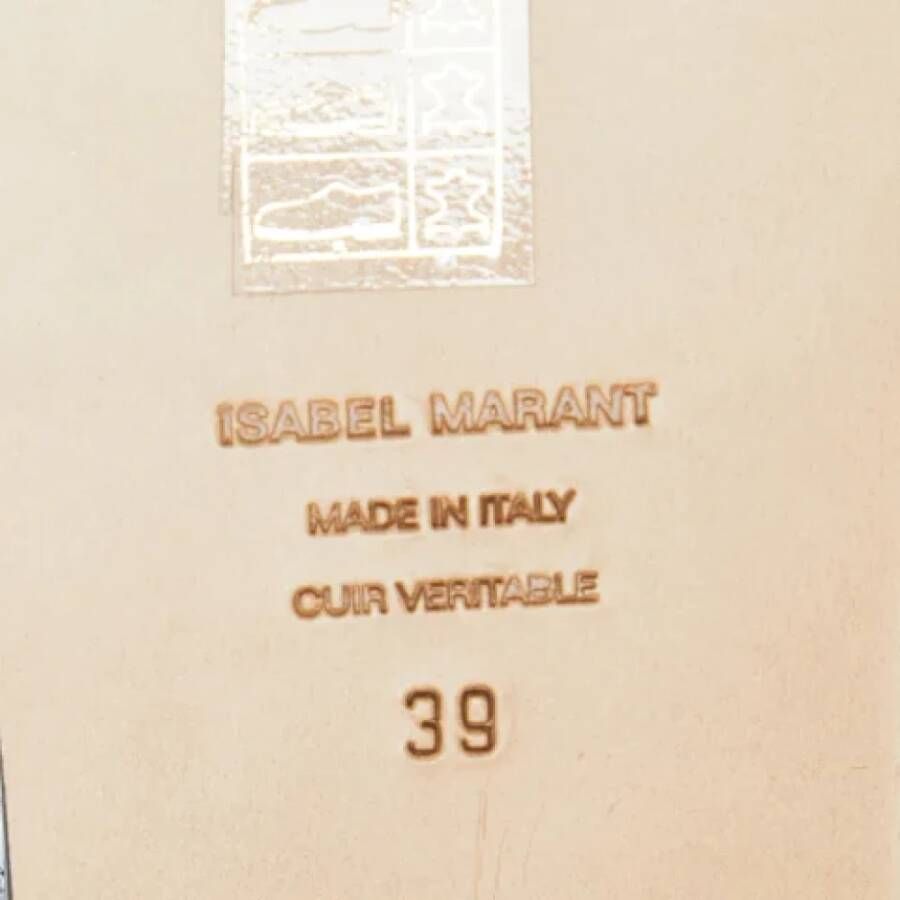 ISABEL MARANT
MADE IN ITALY
CUIR VERITABLE
39